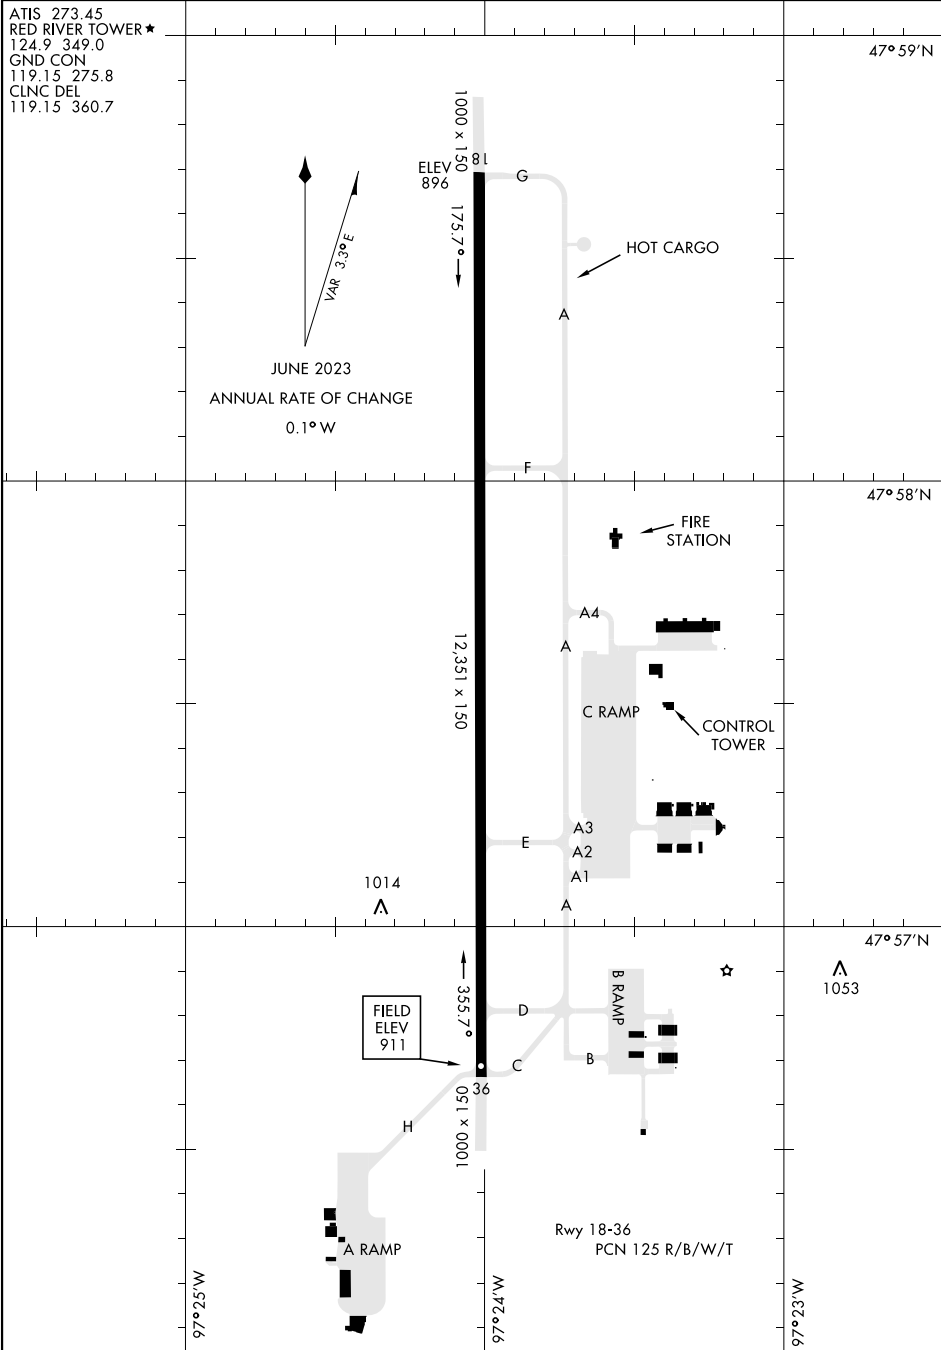 ATIS 273.45
RED RIVER TOWER★
124.9 349.0
GND CON
119.15 275.8
CLNC DEL
119.15 360.7
47°59'N
1000 x 150
18
ELEV
896
G
175.7°
HOT CARGO
VAR 3.3° E
A
JUNE 2023
ANNUAL RATE OF CHANGE
0.1° W
F
47°58'N
FIRE
STATION
A4
A
12,351 x 150
C RAMP
CONTROL
TOWER
A3
E
A2
A1
1014
A
47°57'N
1053
B RAMP
355.7°
D
FIELD
ELEV
911
C
B
36
1000 x 150
H
Rwy 18-36
PCN 125 R/B/W/T
A RAMP
97°25'W
97°24'W
97°23'W